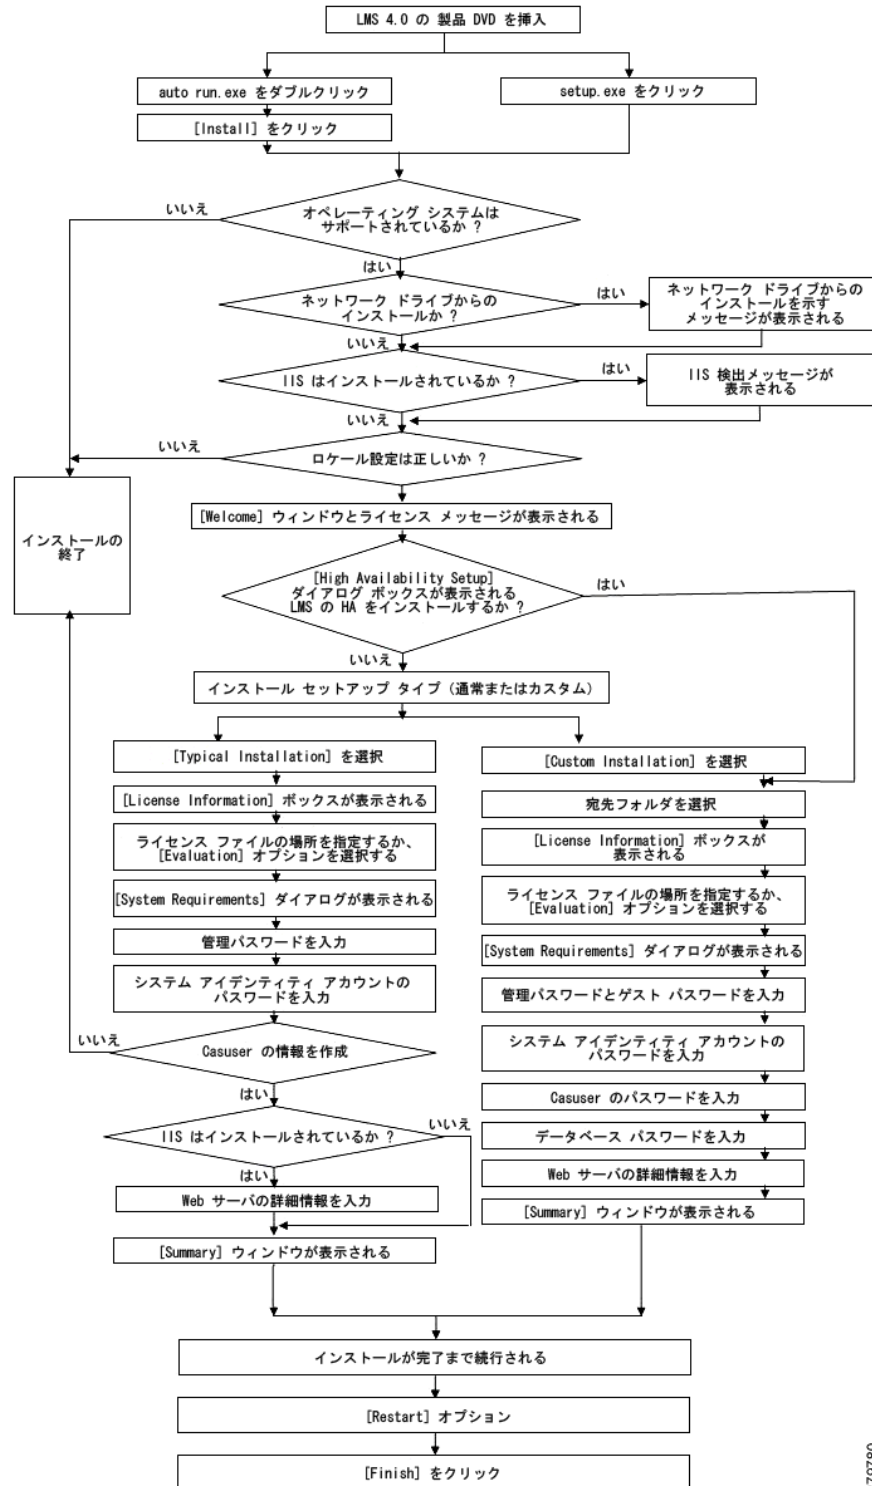 LMS 4.0 の 製品 DVD を挿入
auto run.exe をダブルクリック
setup.exe をクリック
[Install] をクリック
いいえ
オペレーティング システムは
サポートされているか ?
はい
ネットワーク ドライブからの
インストールか ?
はい
ネットワーク ドライブからの
インストールを示す
メッセージが表示される
いいえ
IIS はインストールされているか ?
はい
IIS 検出メッセージが
表示される
いいえ
いいえ
ロケール設定は正しいか ?
インストールの
終了
[Welcome] ウィンドウとライセンス メッセージが表示される
[High Availability Setup]
ダイアログ ボックスが表示される
LMS の HA をインストールするか ?
はい
いいえ
インストール セットアップ タイプ (通常またはカスタム)
[Typical Installation] を選択
[License Information] ボックスが表示される
ライセンス ファイルの場所を指定するか、
[Evaluation] オプションを選択する
[System Requirements] ダイアログが表示される
管理パスワードを入力
システム アイデンティティ アカウントの
パスワードを入力
いいえ
Casuser の情報を作成
はい
IIS はインストールされているか ?
いいえ
はい
Web サーバの詳細情報を入力
[Summary] ウィンドウが表示される
[Custom Installation] を選択
宛先フォルダを選択
[License Information] ボックスが
表示される
ライセンス ファイルの場所を指定するか、
[Evaluation] オプションを選択する
[System Requirements] ダイアログが表示される
管理パスワードとゲスト パスワードを入力
システム アイデンティティ アカウントの
パスワードを入力
Casuser のパスワードを入力
データベース パスワードを入力
Web サーバの詳細情報を入力
[Summary] ウィンドウが表示される
インストールが完了まで続行される
[Restart] オプション
[Finish] をクリック